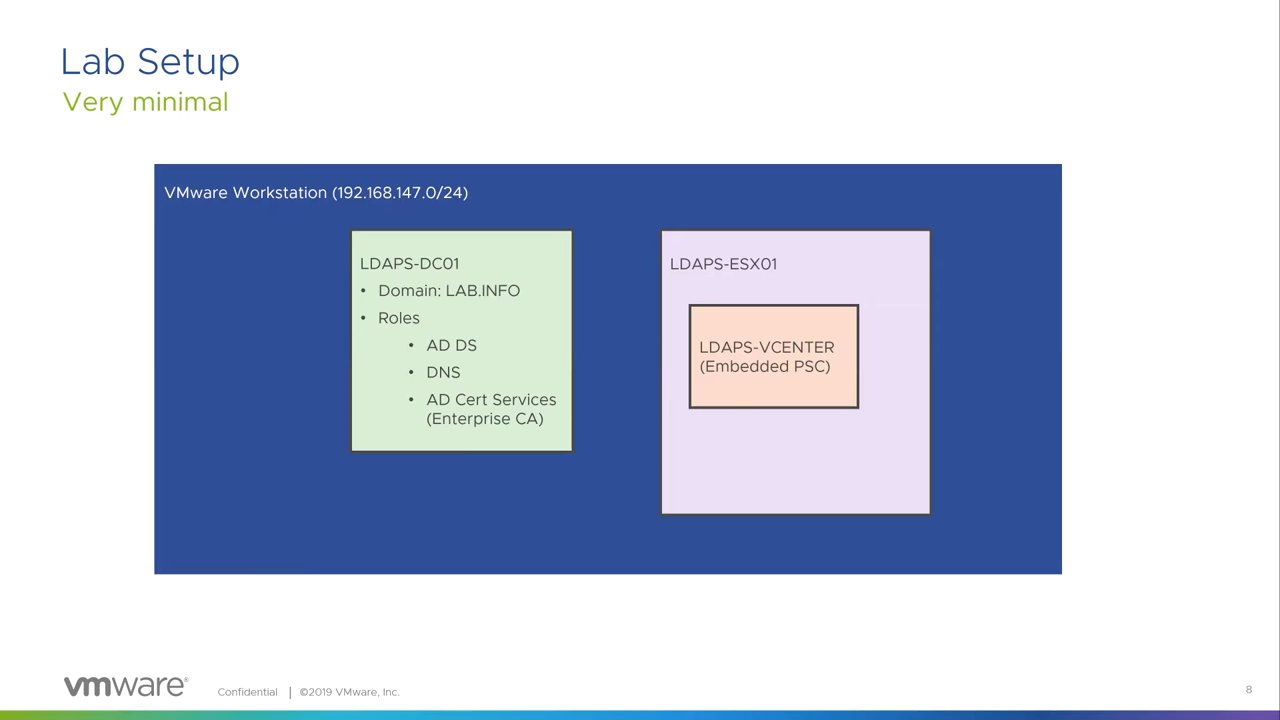 Lab Setup
Very minimal
VMware Workstation (192.168.147.0/24)
LDAPS-DC01
• Domain: LAB.INFO
• Roles
• AD DS
• DNS
• AD Cert Services
(Enterprise CA)
LDAPS-ESX01
LDAPS-VCENTER
(Embedded PSC)
vmware®
Confidential | ©2019 VMware, Inc.
8